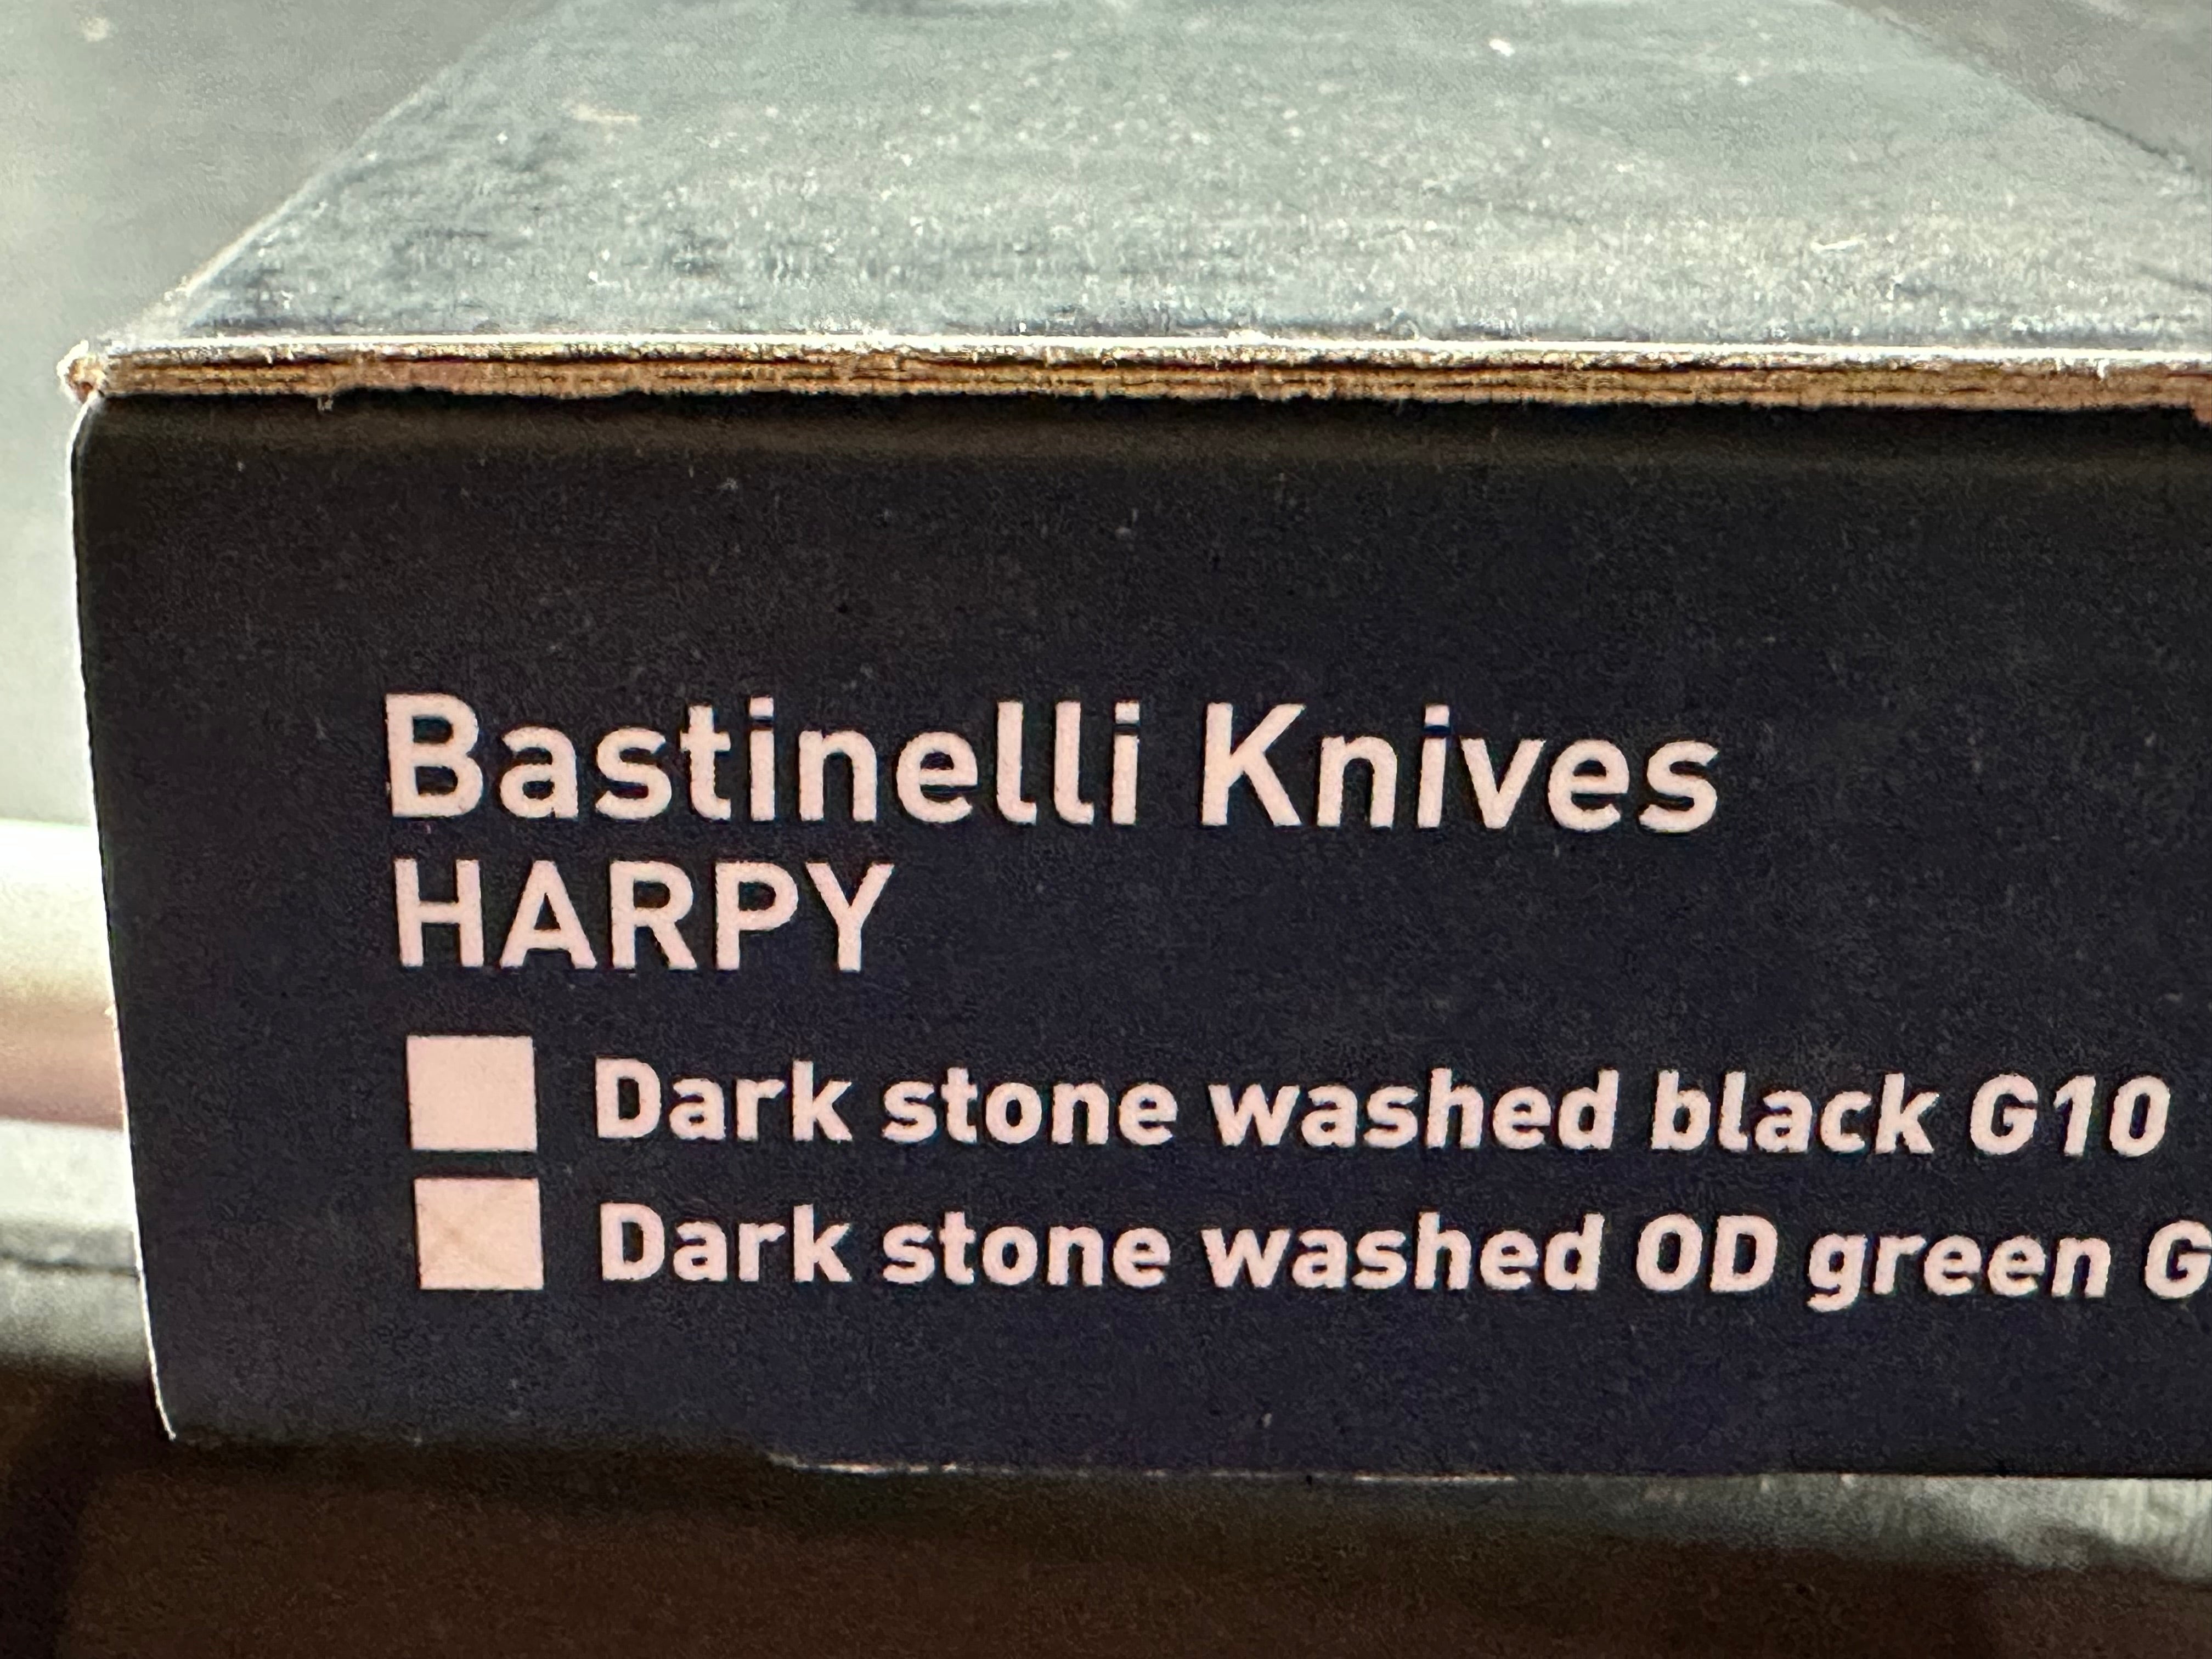 Bastinelli Knives
HARPY
Dark stone washed black G10
Dark stone washed OD green G